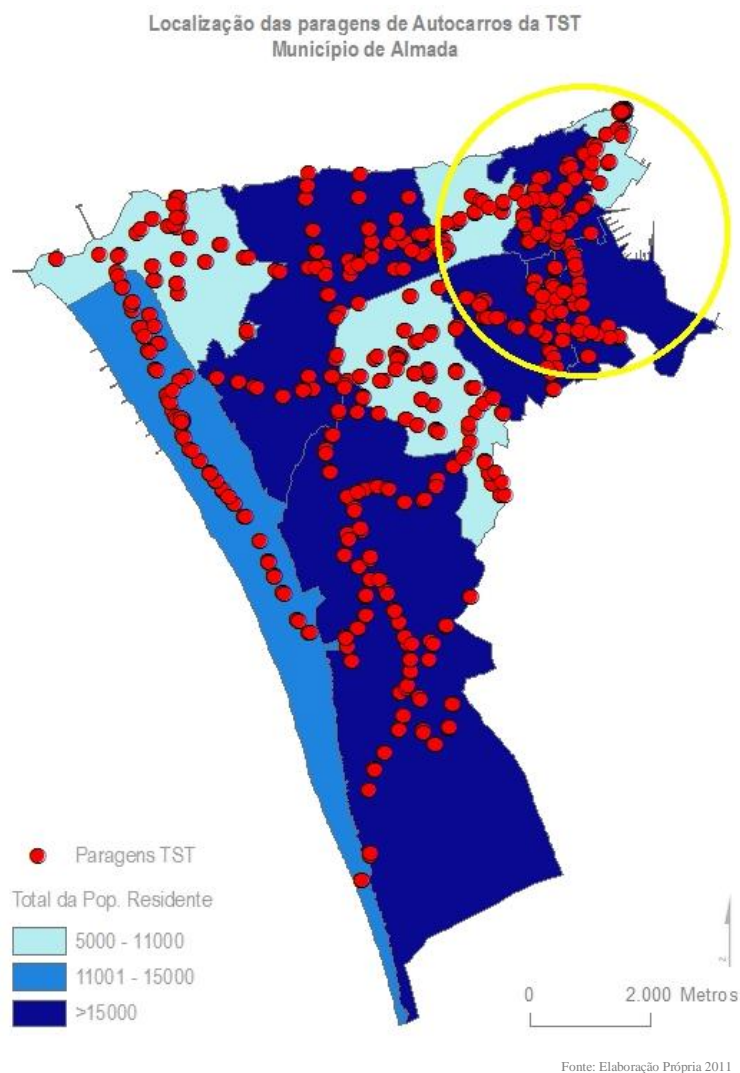 Localização das paragens de Autocarros da TST
Município de Almada
Paragens TST
Total da Pop. Residente
5000 - 11000
11001 - 15000
>15000
N
0 2.000 Metros
Fonte: Elaboração Própria 2011